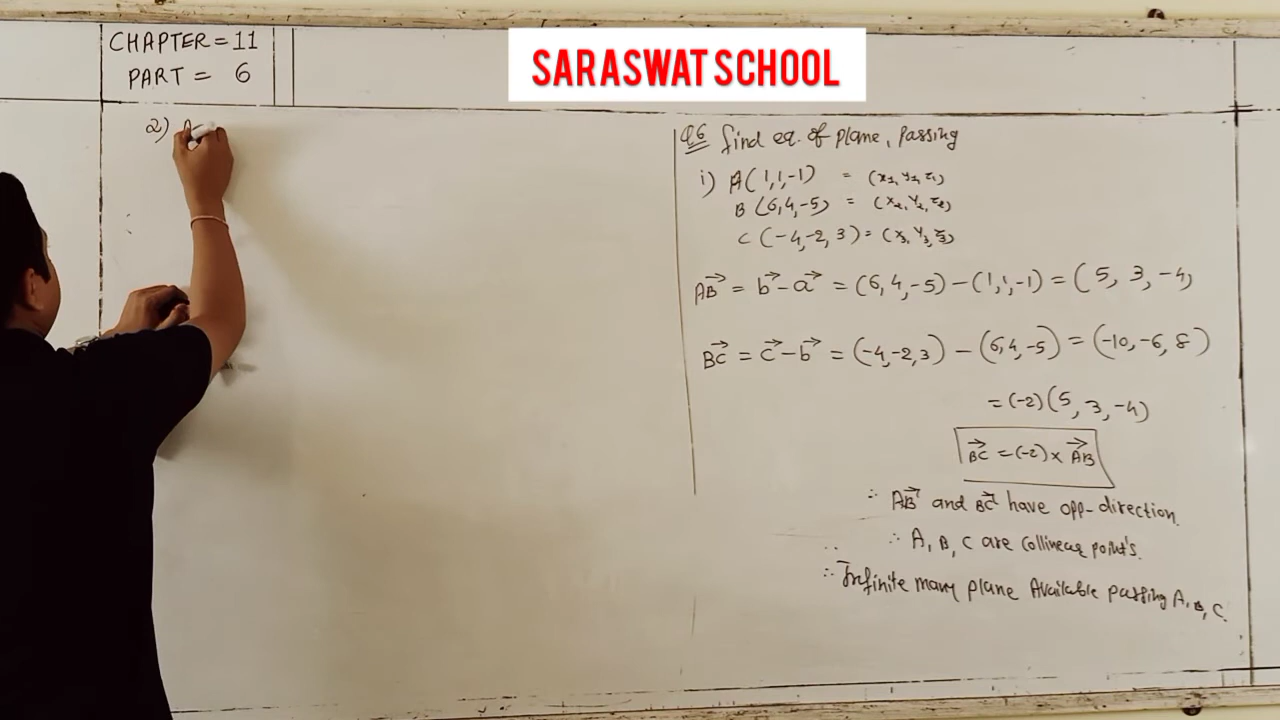 CHAPTER = 11
PART = 6
SARASWAT SCHOOL
2) A
Q6 find eq. of plane, passing
i) A(1,1,-1) = (x₁, y₁, z₁)
B(6,4,-5) = (x₂, y₂, z₂)
C(-4,-2,3) = (x₃, y₃, z₃)
AB⃗ = b⃗ - a⃗ = (6,4,-5) - (1,1,-1) = (5, 3, -4)
BC⃗ = c⃗ - b⃗ = (-4,-2,3) - (6,4,-5) = (-10,-6,8)
= (-2)(5, 3, -4)
BC⃗ = (-2) × AB⃗
∴ AB⃗ and BC⃗ have opp-direction.
∴ A, B, C are collinear point's.
∴ Infinite many plane Available passing A, B, C.